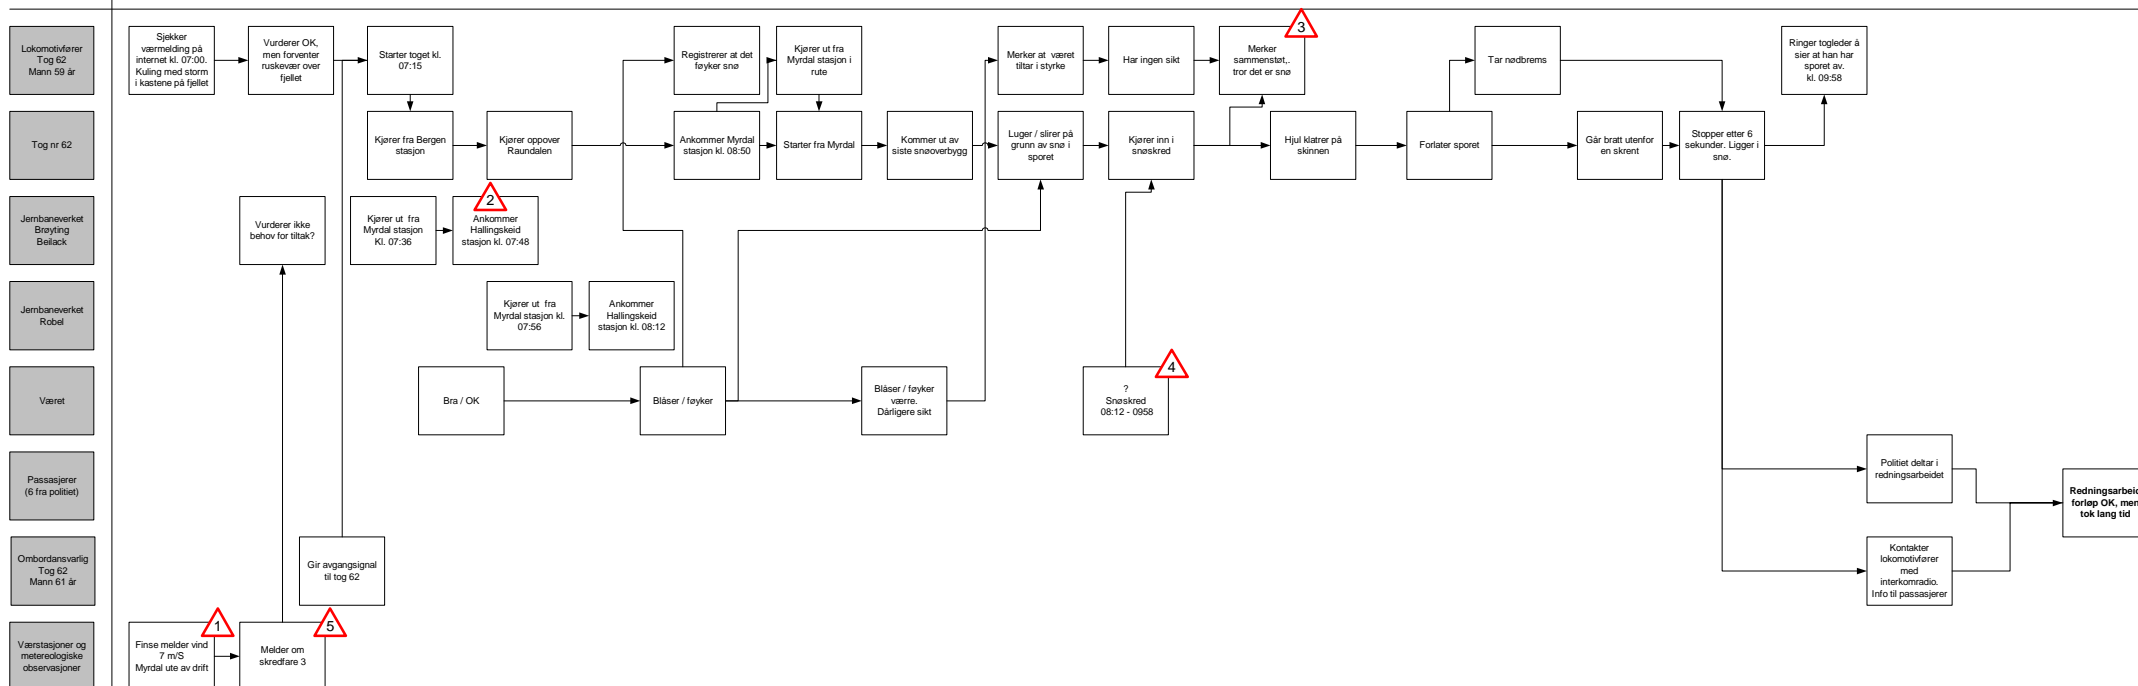 Lokomotivfører
Tog 62
Mann 59 år
Sjekker
værmelding på
internet kl. 07:00.
Kuling med storm
i kastene på fjellet
Vurderer OK,
men forventer
ruskevær over
fjellet
Starter toget kl.
07:15
Registrerer at det
føyker snø
Kjører ut fra
Myrdal stasjon i
rute
Merker at været
tiltar i styrke
Har ingen sikt
3
Merker
sammenstøt,.
tror det er snø
Tar nødbrems
Ringer togleder å
sier at han har
sporet av.
kl. 09:58
Tog nr 62
Kjører fra Bergen
stasjon
Kjører oppover
Raundalen
Ankommer Myrdal
stasjon kl. 08:50
Starter fra Myrdal
Kommer ut av
siste snøoverbygg
Luger / slirer på
grunn av snø i
sporet
Kjører inn i
snøskred
Hjul klatrer på
skinnen
Forlater sporet
Går bratt utenfor
en skrent
Stopper etter 6
sekunder. Ligger i
snø.
Jernbaneverket
Brøyting
Beilack
Vurderer ikke
behov for tiltak?
Kjører ut fra
Myrdal stasjon
Kl. 07:36
2
Ankommer
Hallingskeid
stasjon kl. 07:48
Jernbaneverket
Robel
Kjører ut fra
Myrdal stasjon kl.
07:56
Ankommer
Hallingskeid
stasjon kl. 08:12
Været
Bra / OK
Blåser / føyker
Blåser / føyker
værre.
Dårligere sikt
4
?
Snøskred
08:12 - 0958
Passasjerer
(6 fra politiet)
Politiet deltar i
redningsarbeidet
Redningsarbeid
forløp OK, men
tok lang tid
Ombordansvarlig
Tog 62
Mann 61 år
Gir avgangsignal
til tog 62
Kontakter
lokomotivfører
med
interkomradio.
Info til passasjerer
Værstasjoner og
metereologiske
observasjoner
1
Finse melder vind
7 m/S
Myrdal ute av drift
5
Melder om
skredfare 3